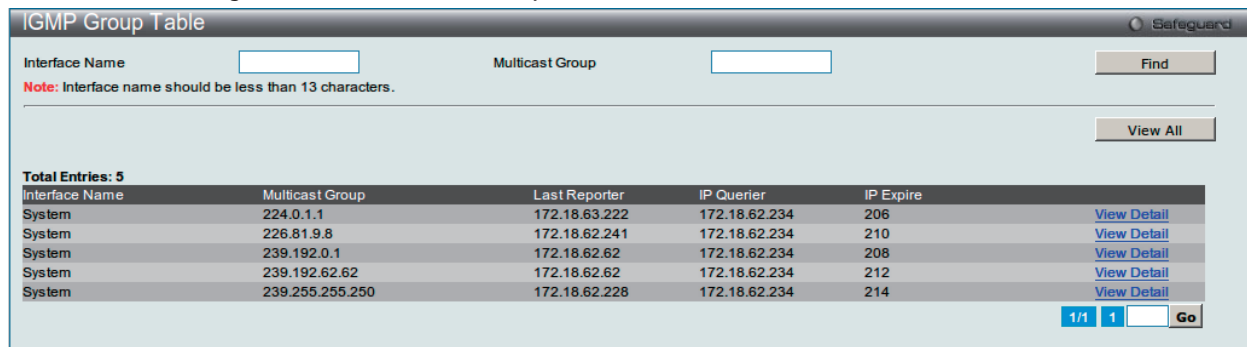 IGMP Group Table Safeguard
Interface Name Multicast Group Find
Note: Interface name should be less than 13 characters.
View All
Total Entries: 5
Interface Name Multicast Group Last Reporter IP Querier IP Expire
System 224.0.1.1 172.18.63.222 172.18.62.234 206 View Detail
System 226.81.9.8 172.18.62.241 172.18.62.234 210 View Detail
System 239.192.0.1 172.18.62.62 172.18.62.234 208 View Detail
System 239.192.62.62 172.18.62.62 172.18.62.234 212 View Detail
System 239.255.255.250 172.18.62.228 172.18.62.234 214 View Detail
1/1 1 Go